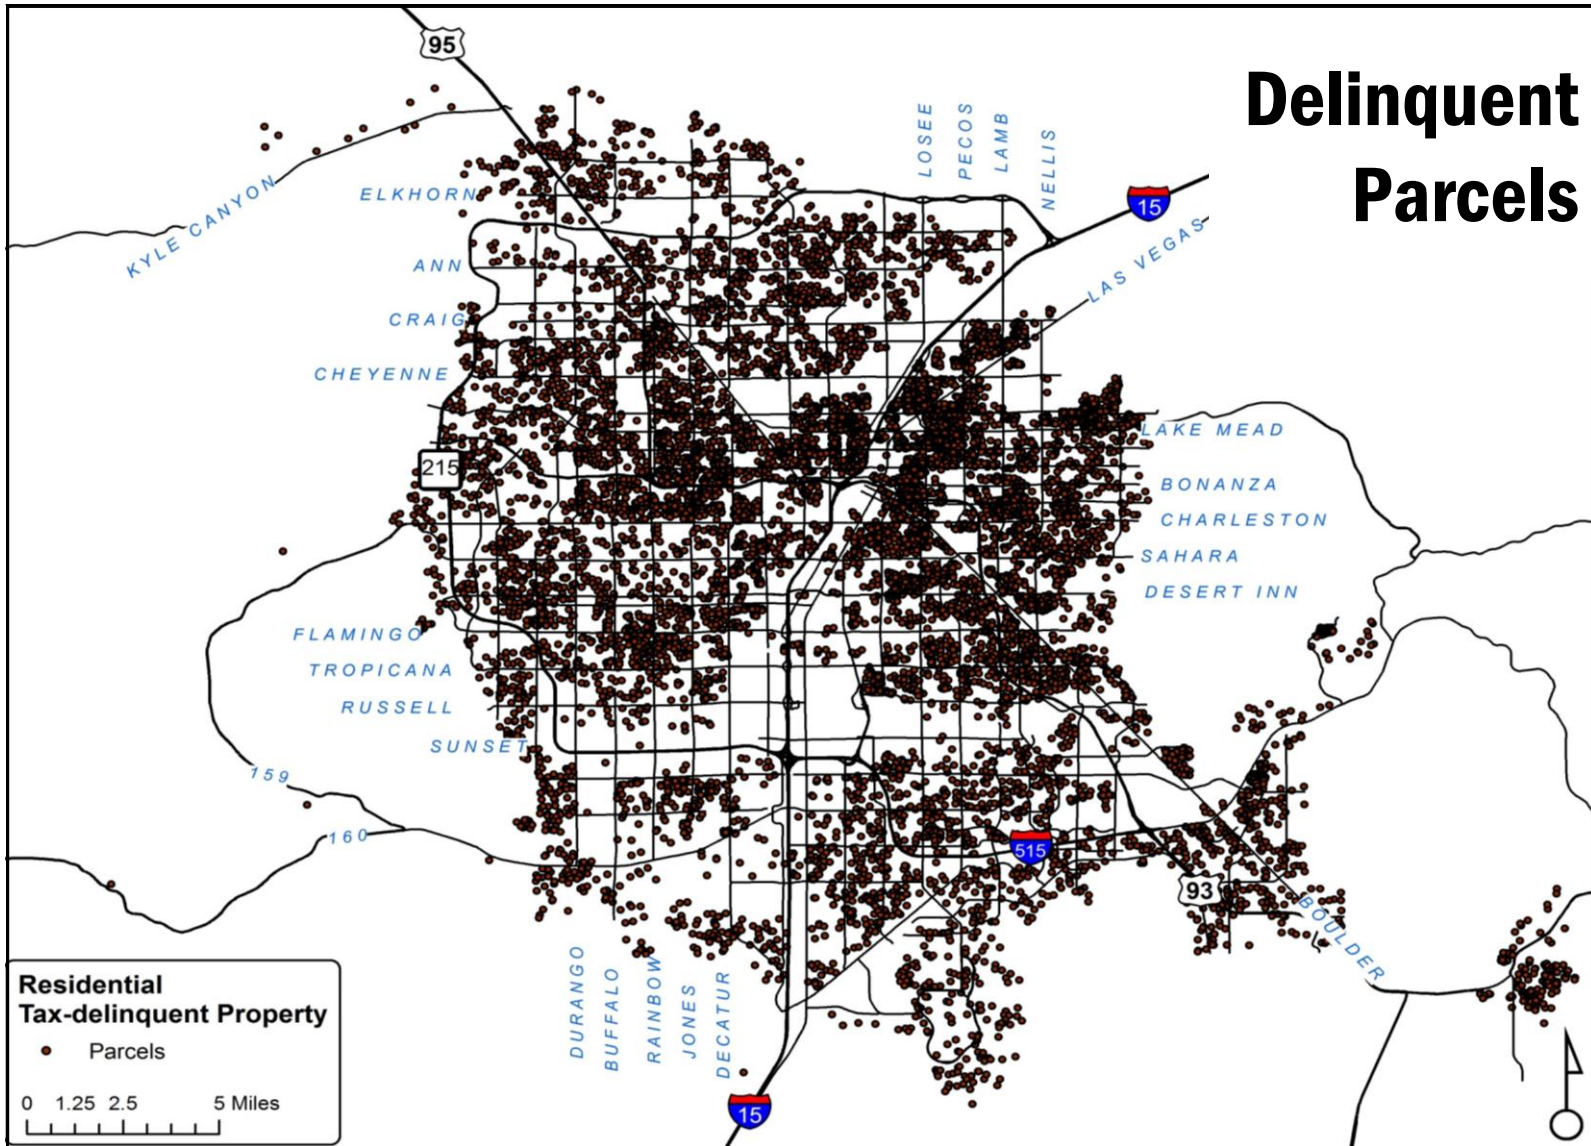 Delinquent
Parcels
95
LOSEE
PECOS
LAMB
NELLIS
15
KYLE CANYON
ELKHORN
LAS VEGAS
ANN
CRAIG
CHEYENNE
LAKE MEAD
215
BONANZA
CHARLESTON
SAHARA
DESERT INN
FLAMINGO
TROPICANA
RUSSELL
SUNSET
159
160
515
93
BOULDER
DURANGO
BUFFALO
RAINBOW
JONES
DECATUR
Residential
Tax-delinquent Property
Parcels
0 1.25 2.5 5 Miles
15